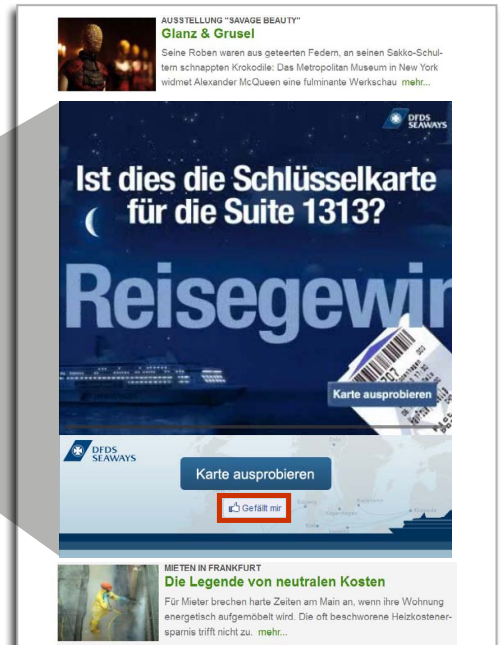 AUSSTELLUNG "SAVAGE BEAUTY"
Glanz & Grusel
Seine Roben waren aus geteerten Federn, an seinen Sakko-Schul-
tern schnappten Krokodile: Das Metropolitan Museum in New York
widmet Alexander McQueen eine fulminante Werkschau mehr...
DFDS
SEAWAYS
Ist dies die Schlüsselkarte
für die Suite 1313?
Reisegewin
Karte ausprobieren
DFDS
SEAWAYS
Karte ausprobieren
Gefällt mir
MIETEN IN FRANKFURT
Die Legende von neutralen Kosten
Für Mieter brechen harte Zeiten am Main an, wenn ihre Wohnung
energetisch aufgemöbelt wird. Die oft beschworene Heizkostener-
sparnis trifft nicht zu. mehr...